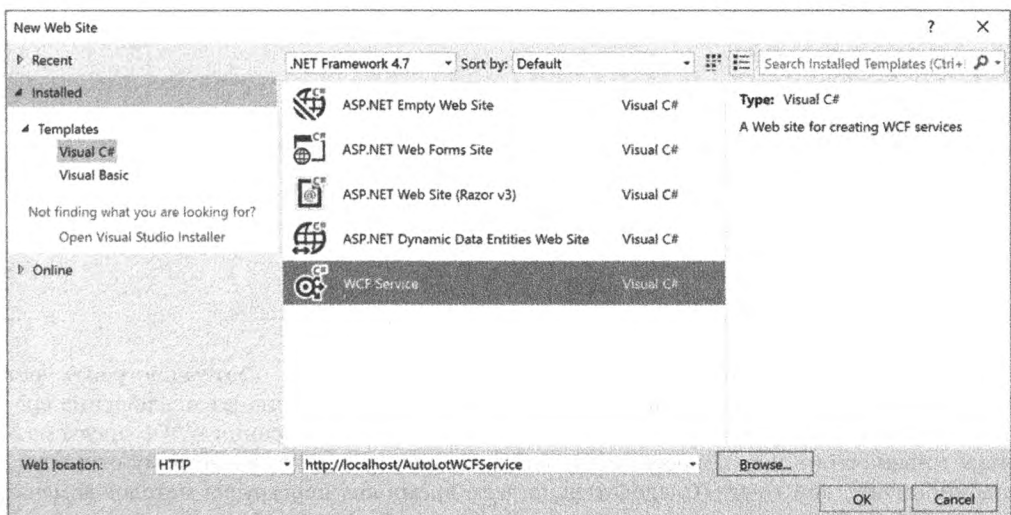 New Web Site ? ×
Recent
Installed
Templates
Visual C#
Visual Basic
Not finding what you are looking for?
Open Visual Studio Installer
Online
.NET Framework 4.7 Sort by: Default Search Installed Templates (Ctrl+
C# ASP.NET Empty Web Site Visual C#
C# ASP.NET Web Forms Site Visual C#
C# @ ASP.NET Web Site (Razor v3) Visual C#
C# ASP.NET Dynamic Data Entities Web Site Visual C#
C# WCF Service Visual C#
Type: Visual C#
A Web site for creating WCF services
Web location: HTTP http://localhost/AutoLotWCFService Browse...
OK Cancel